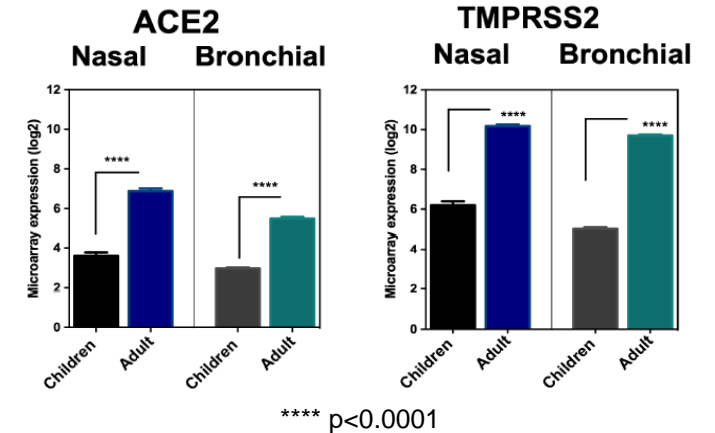 ACE2
Nasal Bronchial
Microarray expression (log2)
12
10
8
6
4
2
0
****
****
Children
Adult
Children
Adult
TMPRSS2
Nasal Bronchial
Microarray expression (log2)
12
10
8
6
4
2
0
****
****
Children
Adult
Children
Adult
**** p<0.0001